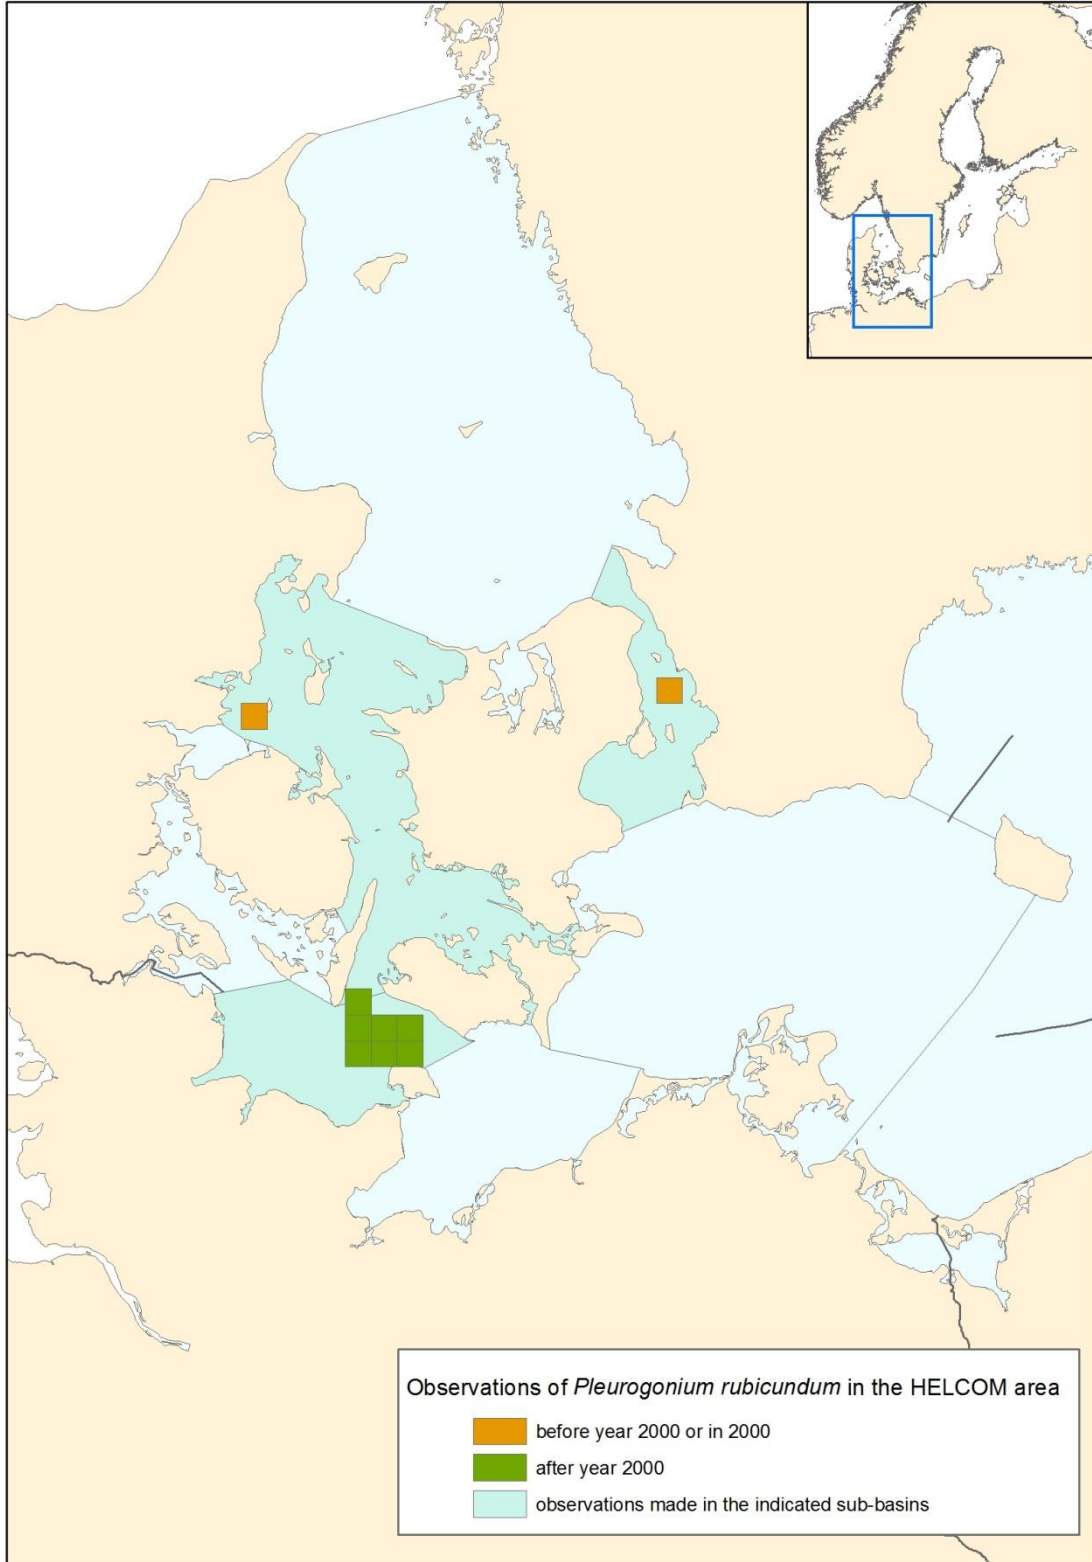 Observations of Pleurogonium rubicundum in the HELCOM area
before year 2000 or in 2000
after year 2000
observations made in the indicated sub-basins